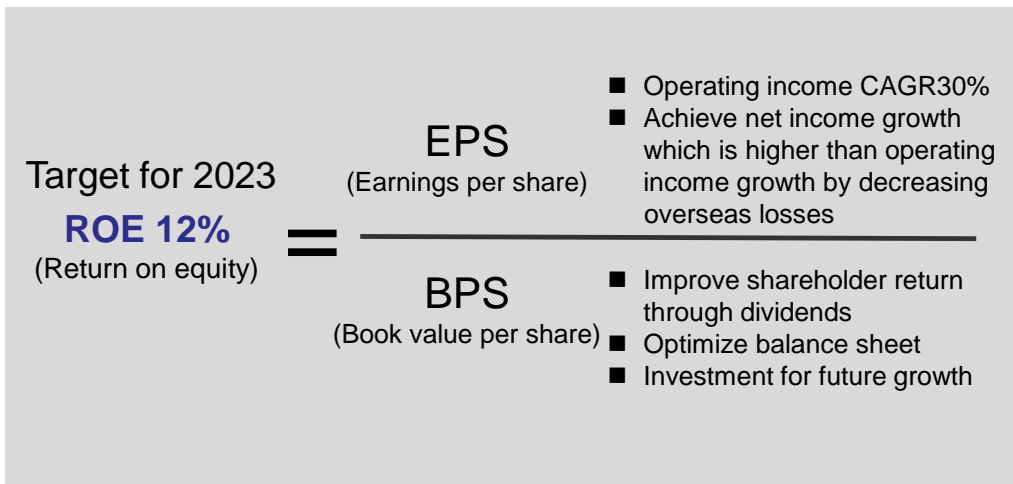 Target for 2023
ROE 12%
(Return on equity)
=
EPS
(Earnings per share)
■ Operating income CAGR30%
■ Achieve net income growth
which is higher than operating
income growth by decreasing
overseas losses
BPS
(Book value per share)
■ Improve shareholder return
through dividends
■ Optimize balance sheet
■ Investment for future growth